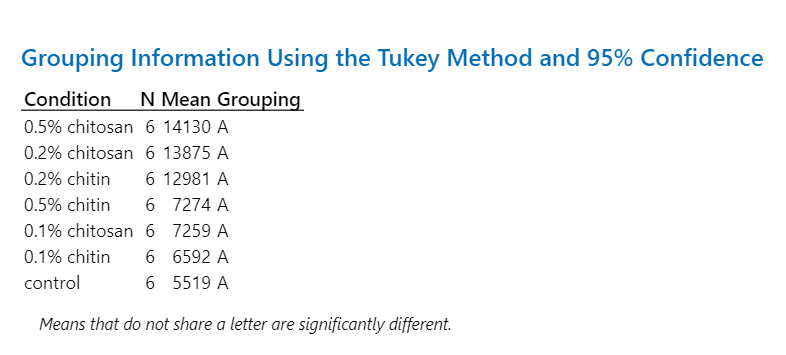 Grouping Information Using the Tukey Method and 95% Confidence
Condition N Mean Grouping
0.5% chitosan 6 14130 A
0.2% chitosan 6 13875 A
0.2% chitin 6 12981 A
0.5% chitin 6 7274 A
0.1% chitosan 6 7259 A
0.1% chitin 6 6592 A
control 6 5519 A
Means that do not share a letter are significantly different.